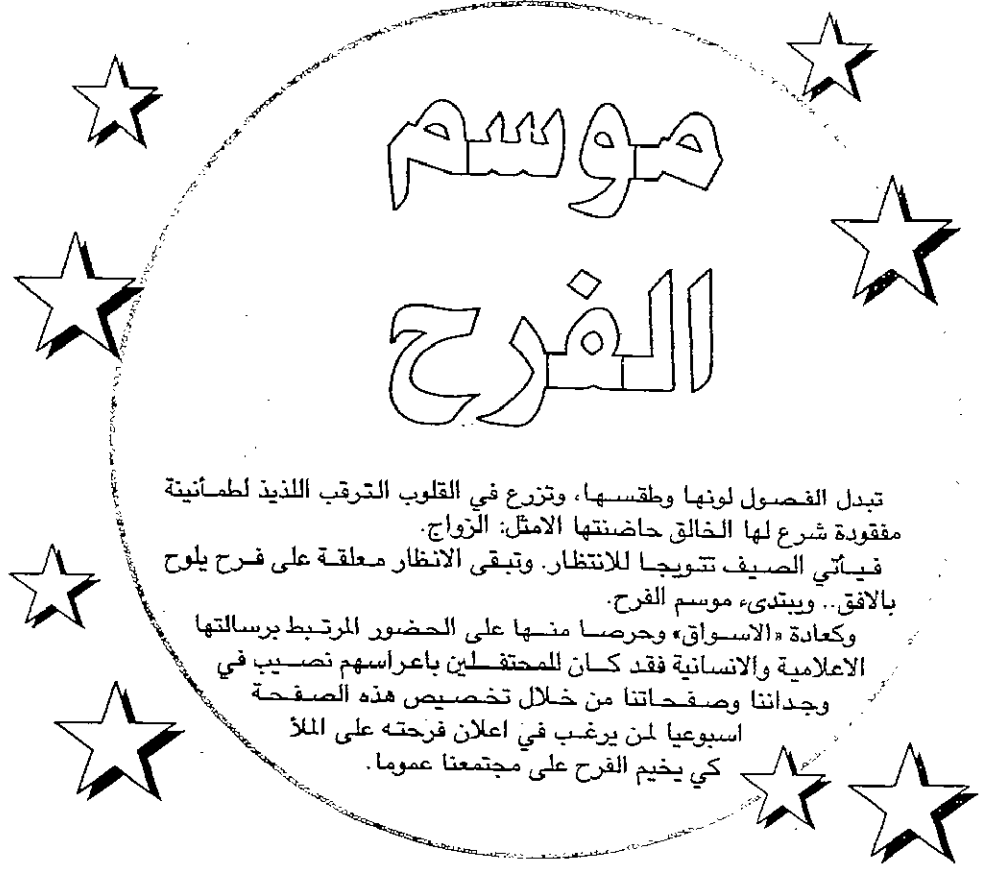 موسم
الفرح
تبدل الفصول لونها وطقسها، وتزرع في القلوب الترقب اللذيذ لطمأنينة
مفقودة شرع لها الخالق حاضنتها الامثل: الزواج.
فيأتي الصيف تتويجا للانتظار. وتبقى الانظار معلقة على فرح يلوح
بالافق.. ويبتدىء موسم الفرح.
وكعادة «الاسواق» وحرصا منها على الحضور المرتبط برسالتها
الاعلامية والانسانية فقد كان للمحتفلين باعراسهم نصيب في
وجداننا وصفحاتنا من خلال تخصيص هذه الصفحة
اسبوعيا لمن يرغب في اعلان فرحته على الملأ
كي يخيم الفرح على مجتمعنا عموما.